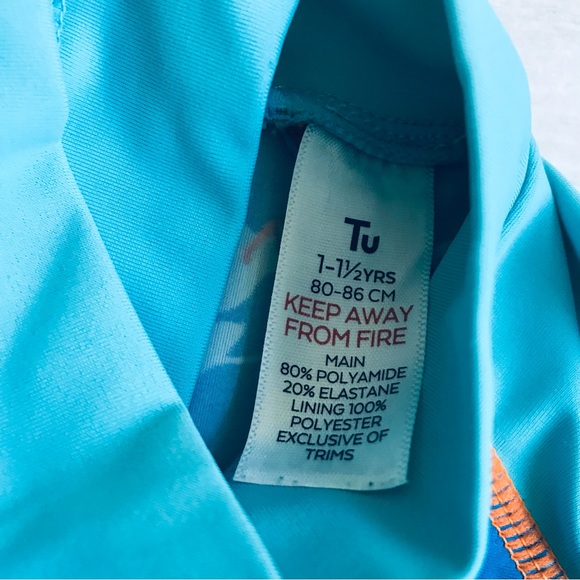 Tu
1-1½YRS
80-86 CM
KEEP AWAY
FROM FIRE
MAIN
80% POLYAMIDE
20% ELASTANE
LINING 100%
POLYESTER
EXCLUSIVE OF
TRIMS